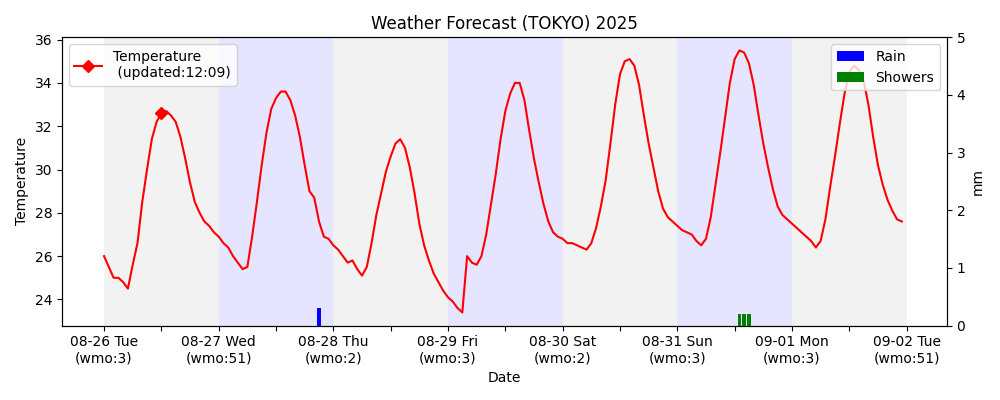 Weather Forecast (TOKYO) 2025
Temperature
(updated:12:09)
Rain
Showers
36
34
32
30
28
26
24
Temperature
5
4
3
2
1
0
mm
08-26 Tue
(wmo:3)
08-27 Wed
(wmo:51)
08-28 Thu
(wmo:2)
08-29 Fri
(wmo:3)
08-30 Sat
(wmo:2)
08-31 Sun
(wmo:3)
09-01 Mon
(wmo:3)
09-02 Tue
(wmo:51)
Date